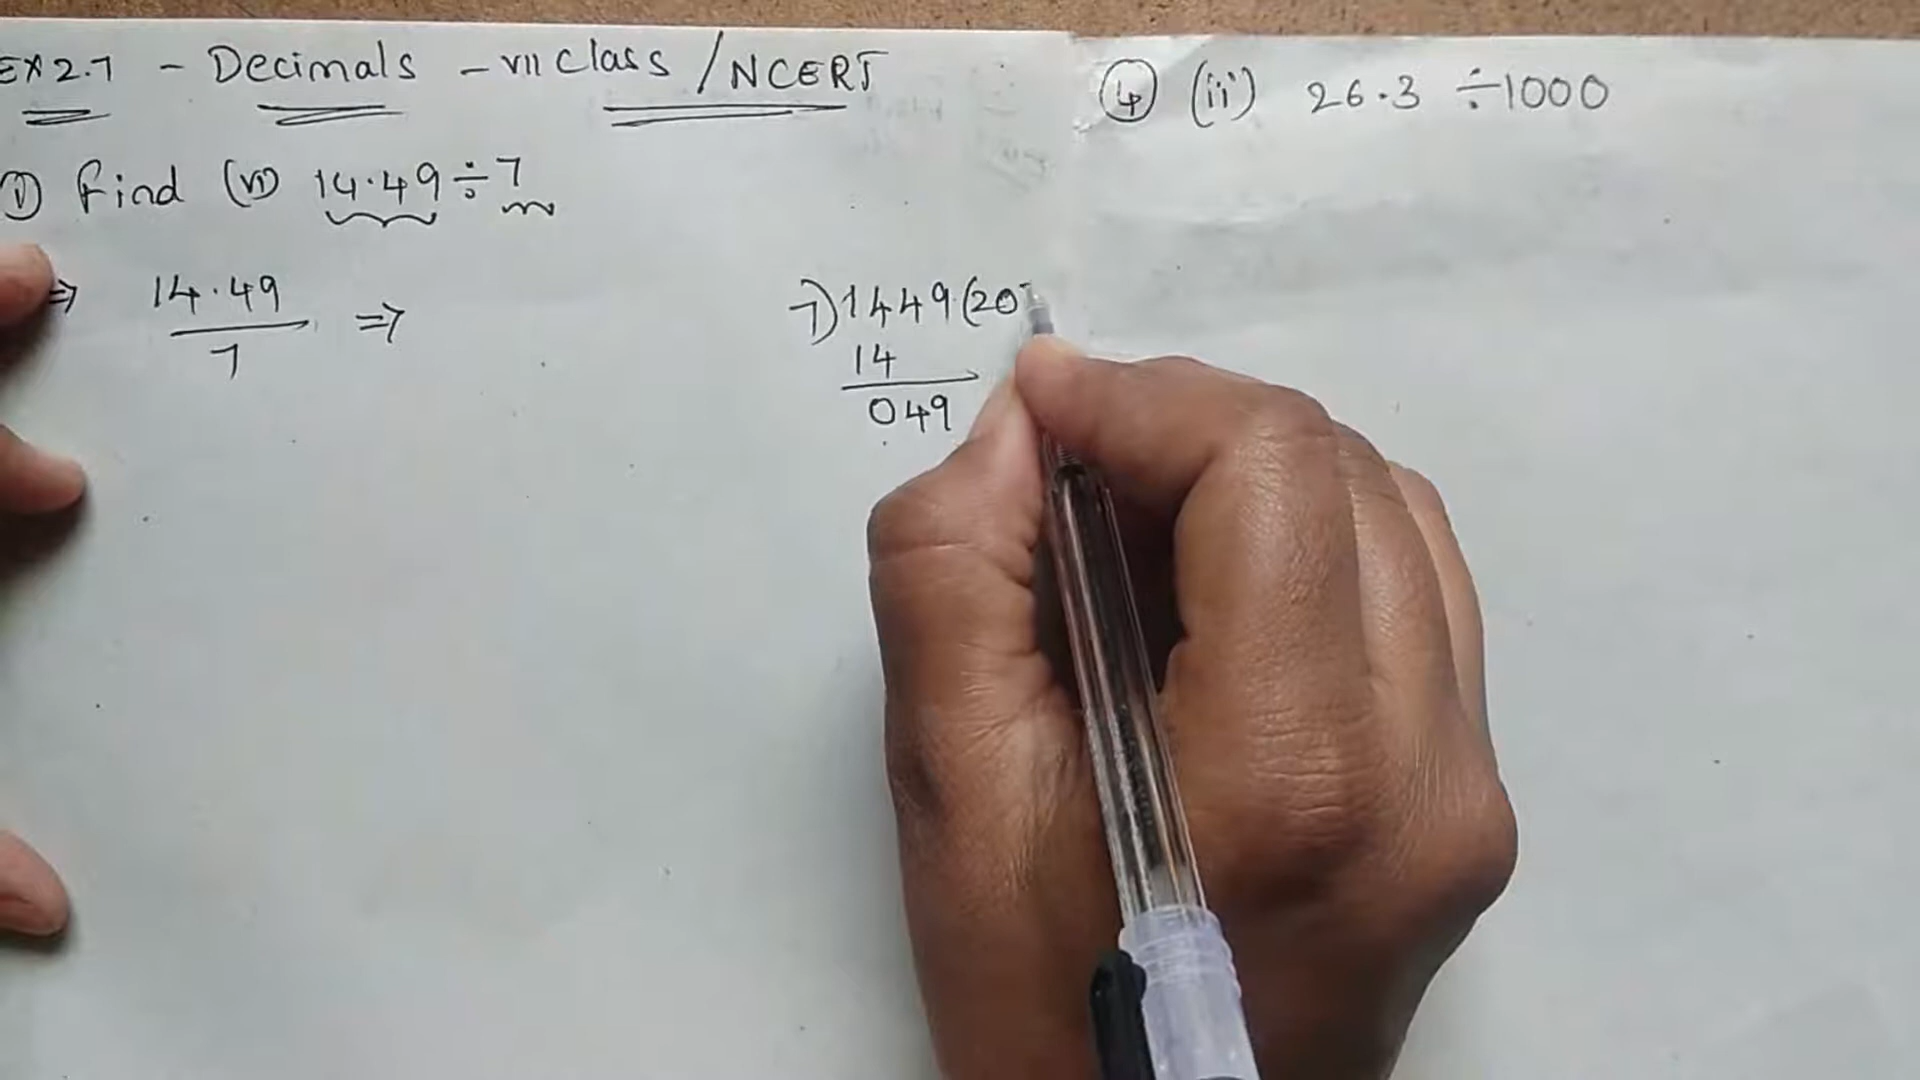 EX 2.7 - Decimals - VII Class / NCERT
① Find (vi) 14.49 ÷ 7
⇒ 14.49 / 7 ⇒
7)1449(207
14
049
④ (ii) 26.3 ÷ 1000